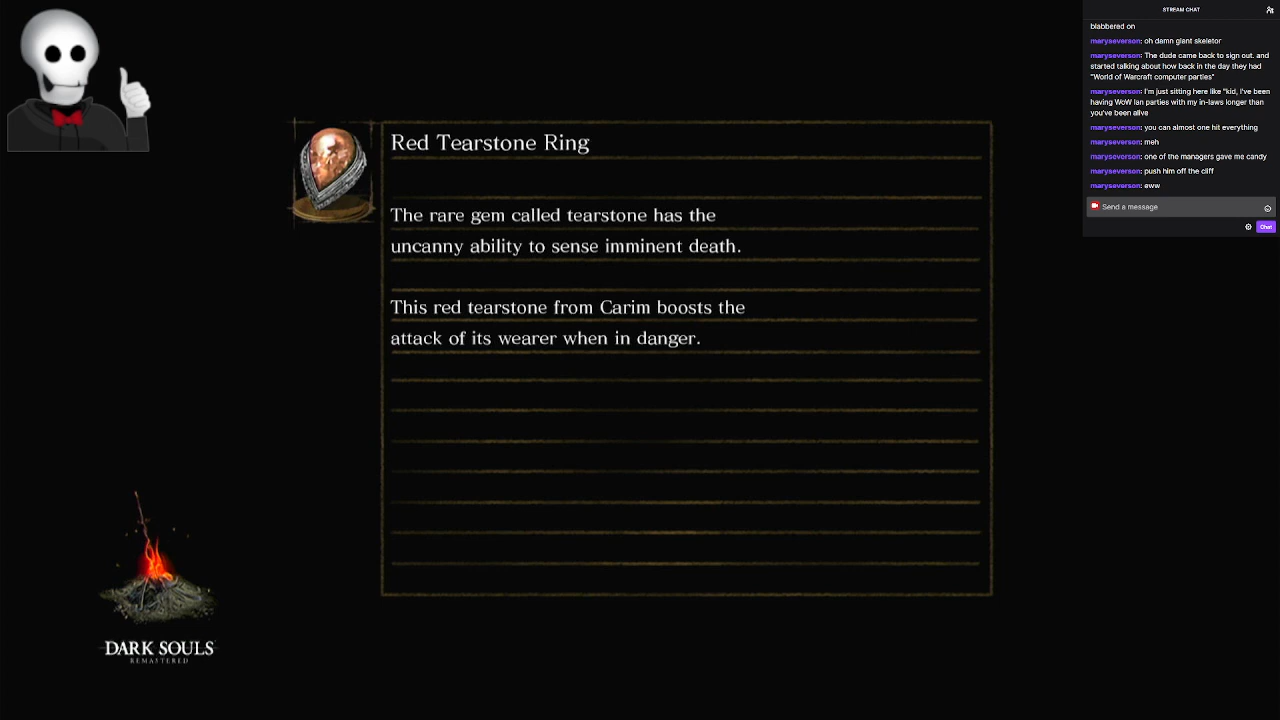 Red Tearstone Ring
The rare gem called tearstone has the
uncanny ability to sense imminent death.
This red tearstone from Carim boosts the
attack of its wearer when in danger.
DARK SOULS
REMASTERED
STREAM CHAT
blabbered on
maryseverson: oh damn giant skeletor
maryseverson: The dude came back to sign out. and
started talking about how back in the day they had
"World of Warcraft computer parties"
maryseverson: I'm just sitting here like "kid, I've been
having WoW lan parties with my in-laws longer than
you've been alive
maryseverson: you can almost one hit everything
maryseverson: meh
maryseverson: one of the managers gave me candy
maryseverson: push him off the cliff
maryseverson: eww
Send a message
Chat